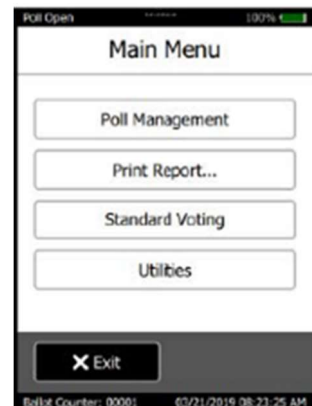 Poll Open 100%
Main Menu
Poll Management
Print Report...
Standard Voting
Utilities
X Exit
Ballot Counter: 00001 03/21/2019 08:23:25 AM